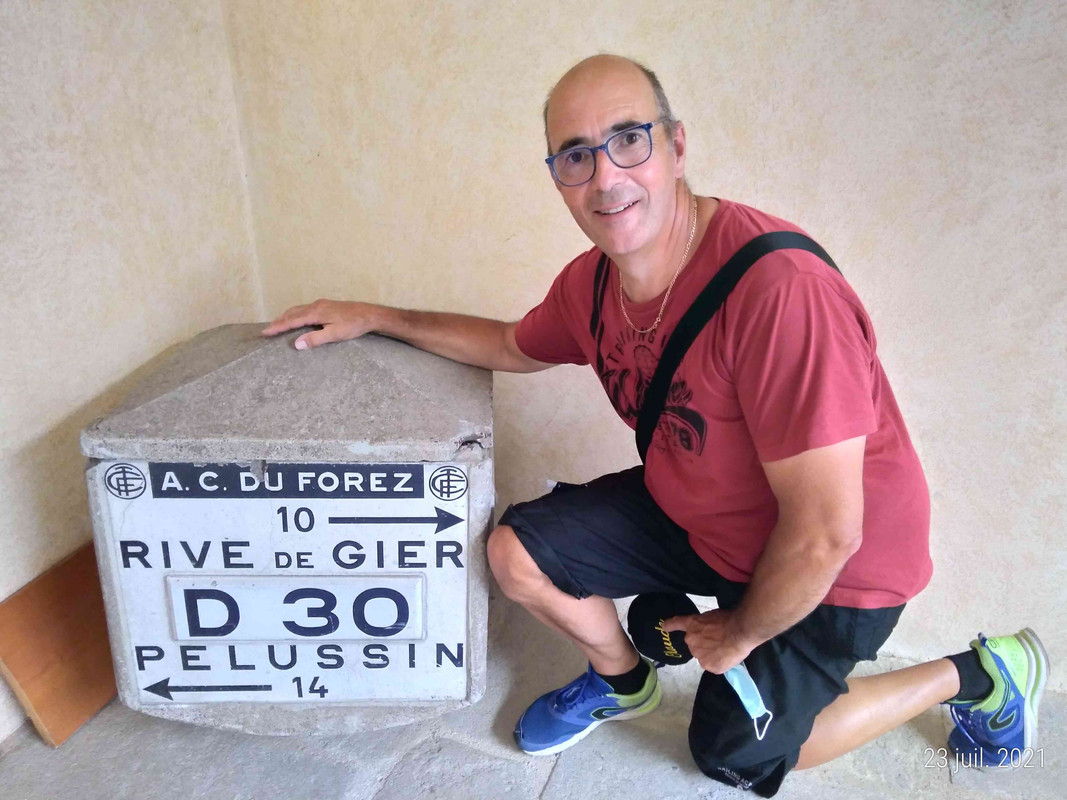 A. C. DU FOREZ
10
RIVE DE GIER
D 30
PELUSSIN
14
23 juil. 2021